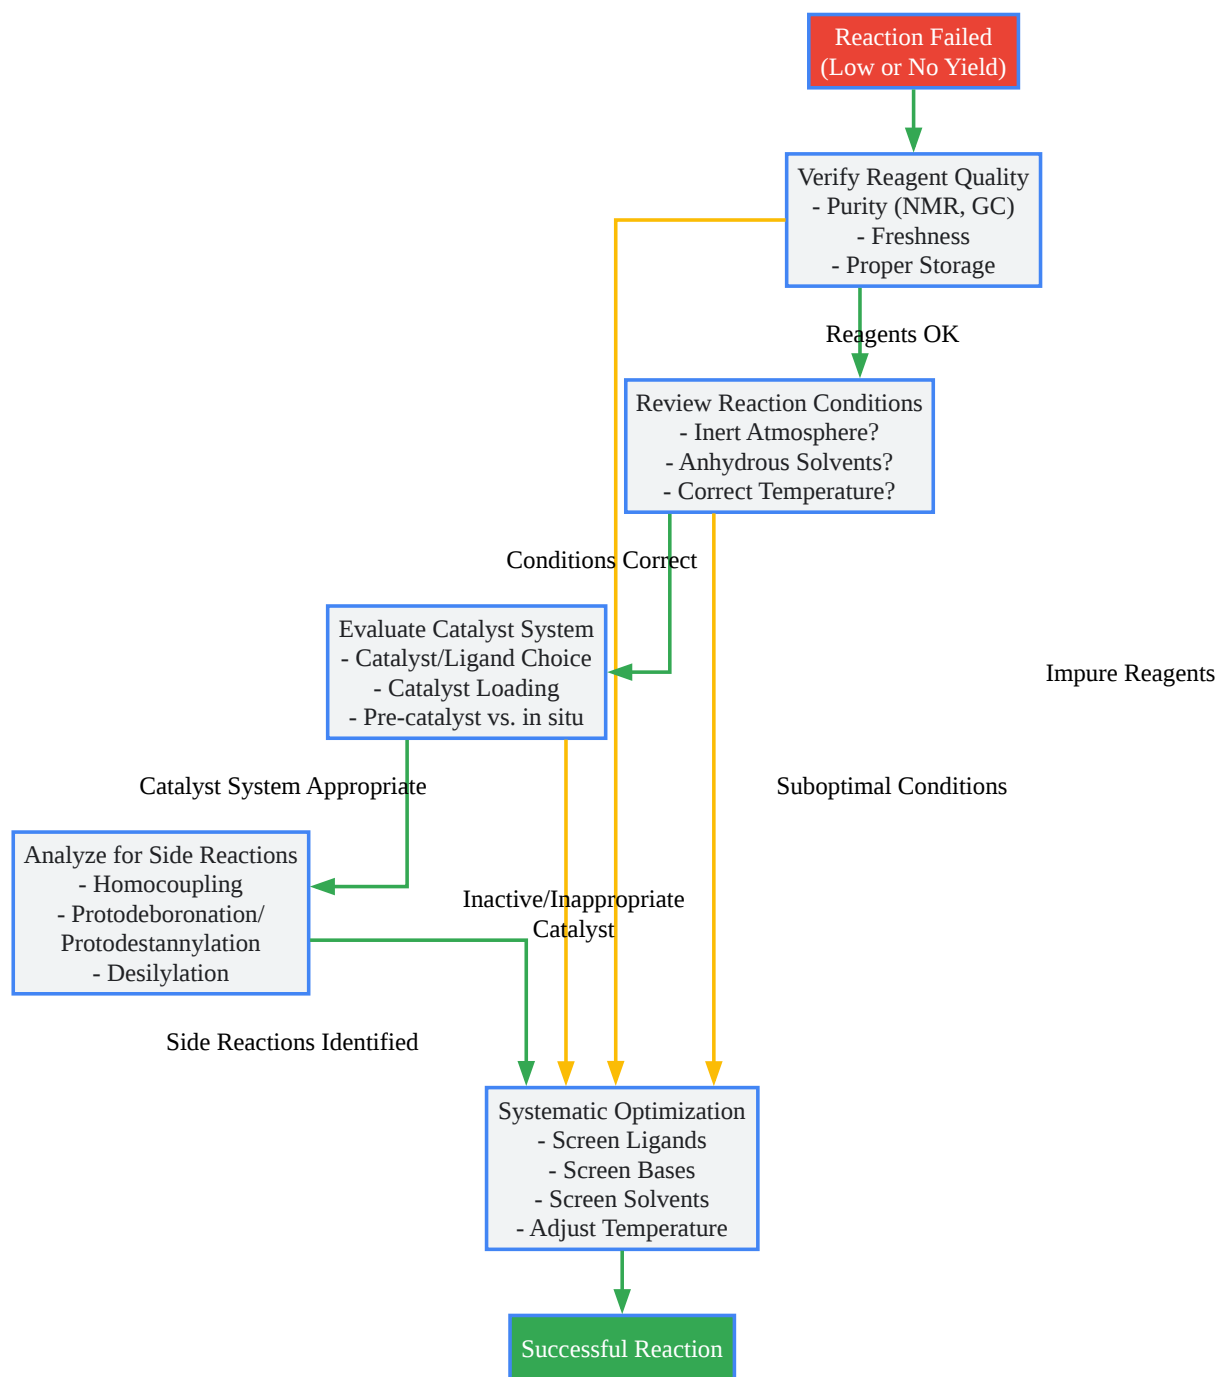 Reaction Failed
(Low or No Yield)
Verify Reagent Quality
- Purity (NMR, GC)
- Freshness
- Proper Storage
Reagents OK
Review Reaction Conditions
- Inert Atmosphere?
- Anhydrous Solvents?
- Correct Temperature?
Conditions Correct
Evaluate Catalyst System
- Catalyst/Ligand Choice
- Catalyst Loading
- Pre-catalyst vs. in situ
Impure Reagents
Catalyst System Appropriate
Suboptimal Conditions
Analyze for Side Reactions
- Homocoupling
- Protodeboronation/
Protodestannylation
- Desilylation
Inactive/Inappropriate
Catalyst
Side Reactions Identified
Systematic Optimization
- Screen Ligands
- Screen Bases
- Screen Solvents
- Adjust Temperature
Successful Reaction